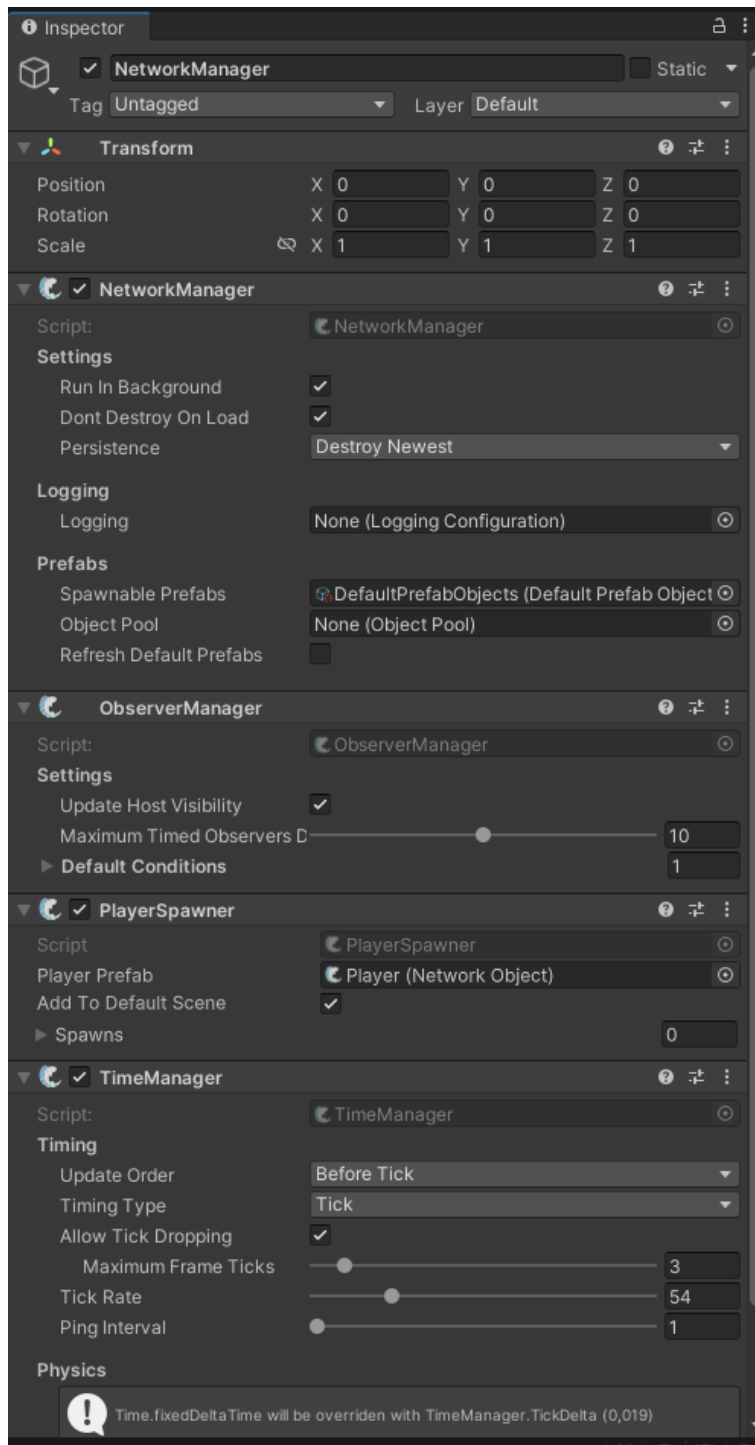 Inspector
NetworkManager Static
Tag Untagged Layer Default
Transform
Position X 0 Y 0 Z 0
Rotation X 0 Y 0 Z 0
Scale X 1 Y 1 Z 1
NetworkManager
Script: NetworkManager
Settings
Run In Background
Dont Destroy On Load
Persistence Destroy Newest
Logging
Logging None (Logging Configuration)
Prefabs
Spawnable Prefabs DefaultPrefabObjects (Default Prefab Object
Object Pool None (Object Pool)
Refresh Default Prefabs
ObserverManager
Script: ObserverManager
Settings
Update Host Visibility
Maximum Timed Observers D 10
Default Conditions 1
PlayerSpawner
Script PlayerSpawner
Player Prefab Player (Network Object)
Add To Default Scene
Spawns 0
TimeManager
Script: TimeManager
Timing
Update Order Before Tick
Timing Type Tick
Allow Tick Dropping
Maximum Frame Ticks 3
Tick Rate 54
Ping Interval 1
Physics
Time.fixedDeltaTime will be overriden with TimeManager.TickDelta (0,019)